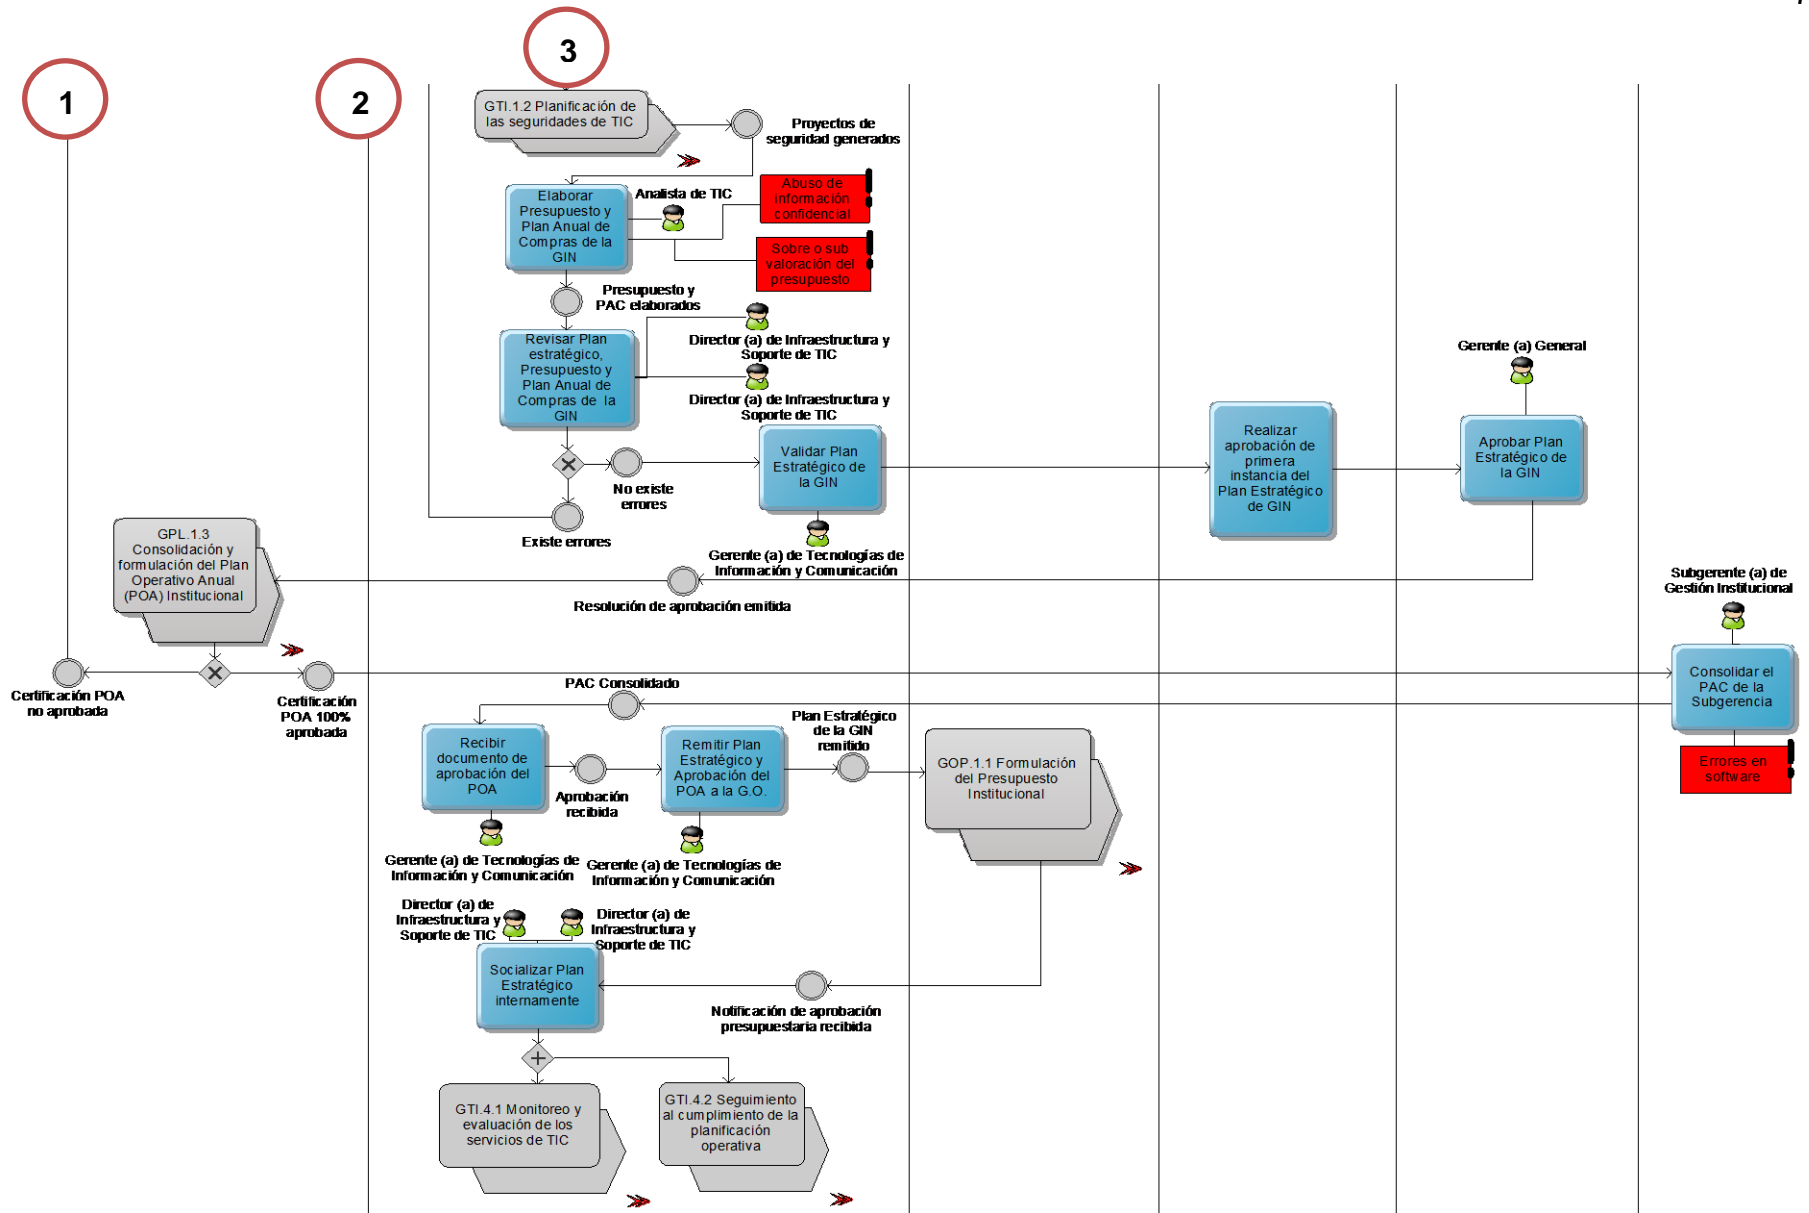 1
2
3
GTI.1.2 Planificación de
las seguridades de TIC
Proyectos de
seguridad generados
Elaborar
Presupuesto y
Plan Anual de
Compras de la
GIN
Analista de TIC
Abuso de
información
confidencial
Sobre o sub
valoración del
presupuesto
Presupuesto y
PAC elaborados
Revisar Plan
estratégico,
Presupuesto y
Plan Anual de
Compras de la
GIN
Director (a) de Infraestructura y
Soporte de TIC
Director (a) de Infraestructura y
Soporte de TIC
No existe
errores
Existe errores
Validar Plan
Estratégico de
la GIN
Gerente (a) de Tecnologías de
Información y Comunicación
Realizar
aprobación de
primera
instancia del
Plan Estratégico
de GIN
Gerente (a) General
Aprobar Plan
Estratégico de
la GIN
Resolución de aprobación emitida
GPL.1.3
Consolidación y
formulación del Plan
Operativo Anual
(POA) Institucional
Certificación POA
no aprobada
Certificación
POA 100%
aprobada
Subgerente (a) de
Gestión Institucional
Consolidar el
PAC de la
Subgerencia
Errores en
software
PAC Consolidado
Recibir
documento de
aprobación del
POA
Aprobación
recibida
Gerente (a) de Tecnologías de
Información y Comunicación
Remitir Plan
Estratégico y
Aprobación del
POA a la G.O.
Gerente (a) de Tecnologías de
Información y Comunicación
Plan Estratégico
de la GIN
remitido
GOP.1.1 Formulación
del Presupuesto
Institucional
Director (a) de
Infraestructura y
Soporte de TIC
Director (a) de
Infraestructura y
Soporte de TIC
Socializar Plan
Estratégico
internamente
Notificación de aprobación
presupuestaria recibida
GTI.4.1 Monitoreo y
evaluación de los
servicios de TIC
GTI.4.2 Seguimiento
al cumplimiento de la
planificación
operativa